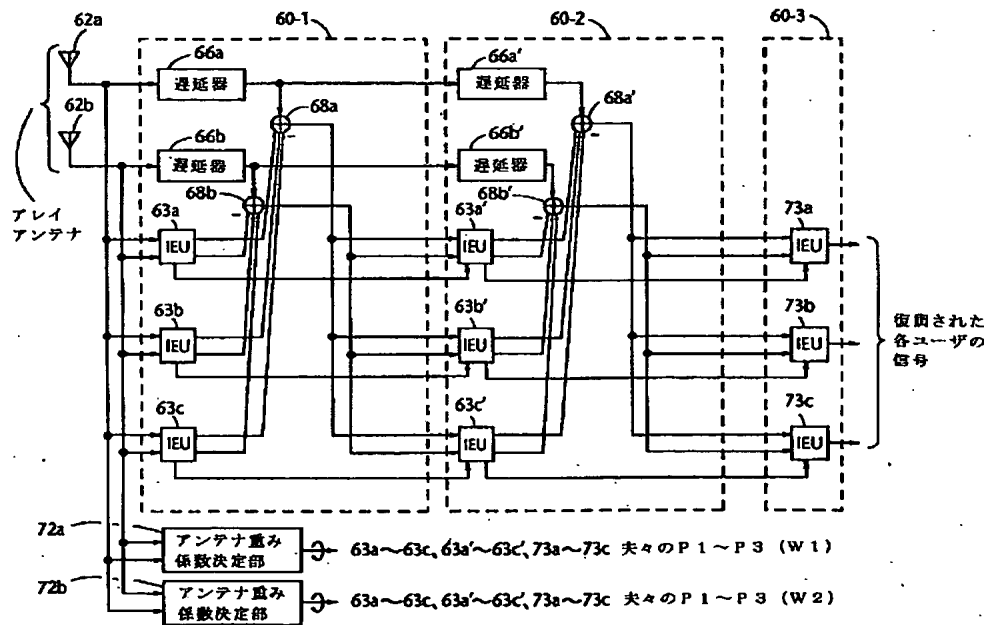 62a
60-1
60-2
60-3
66a
66a′
遅延器
遅延器
68a
68a′
62b
66b
66b′
遅延器
遅延器
68b
68b′
アレイ
アンテナ
63a
63a′
73a
IEU
IEU
IEU
63b
63b′
73b
IEU
IEU
IEU
復調された
各ユーザの
信号
63c
63c′
73c
IEU
IEU
IEU
72a
アンテナ重み
係数決定部
63a～63c、63a′～63c′、73a～73c 夫々のP1～P3 (W1)
72b
アンテナ重み
係数決定部
63a～63c、63a′～63c′、73a～73c 夫々のP1～P3 (W2)